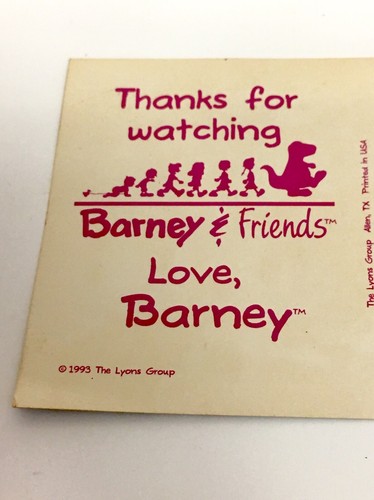 Thanks for
watching
Barney & Friends™
Love,
Barney™
© 1993 The Lyons Group
The Lyons Group Allen, TX Printed in USA